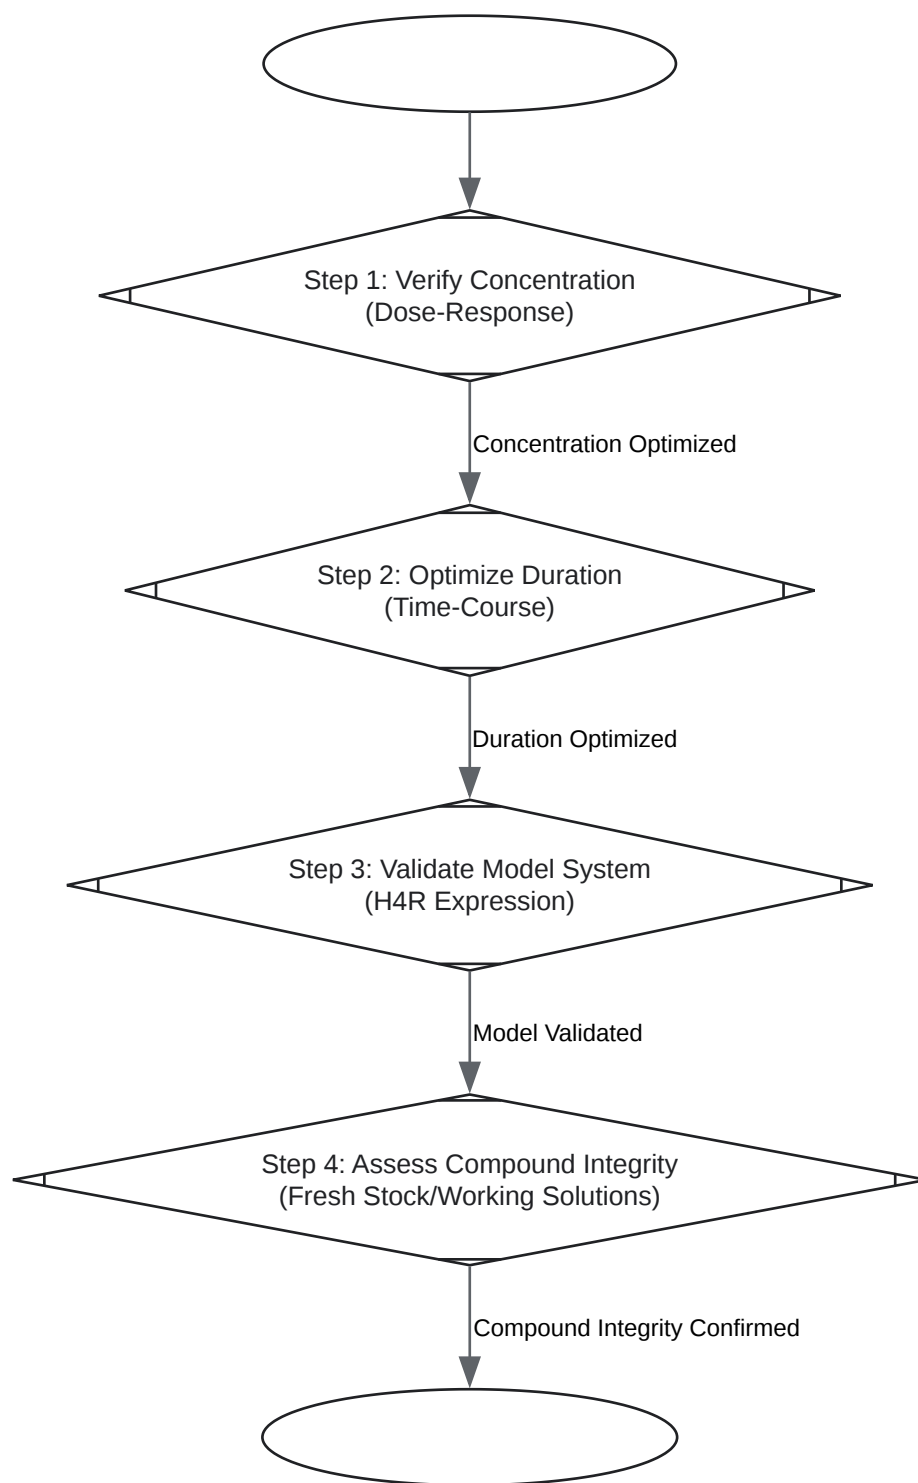 Step 1: Verify Concentration
(Dose-Response)
Concentration Optimized
Step 2: Optimize Duration
(Time-Course)
Duration Optimized
Step 3: Validate Model System
(H4R Expression)
Model Validated
Step 4: Assess Compound Integrity
(Fresh Stock/Working Solutions)
Compound Integrity Confirmed